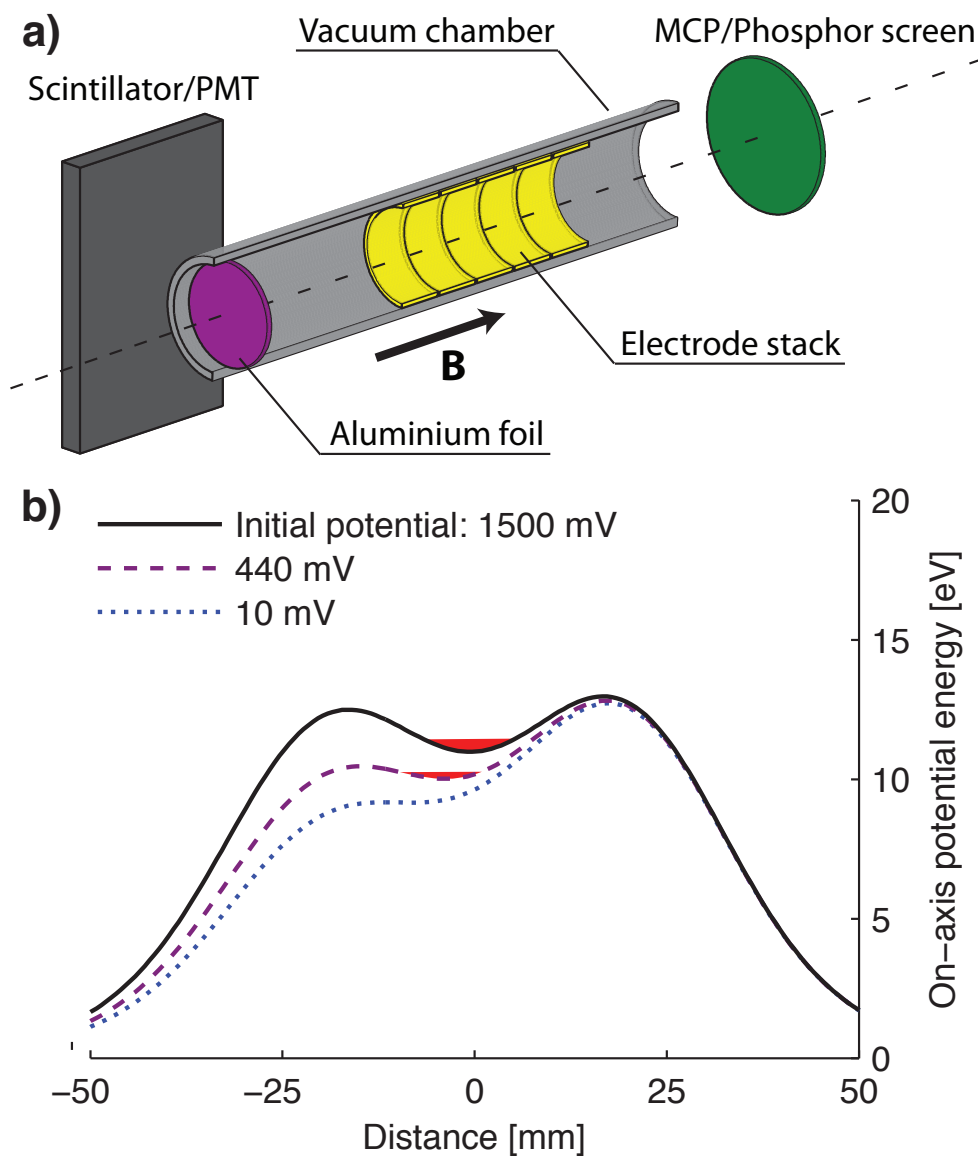 a)
Vacuum chamber
MCP/Phosphor screen
Scintillator/PMT
Electrode stack
B
Aluminium foil
b)
Initial potential: 1500 mV
440 mV
10 mV
20
15
10
5
0
On−axis potential energy [eV]
−50
−25
0
25
50
Distance [mm]